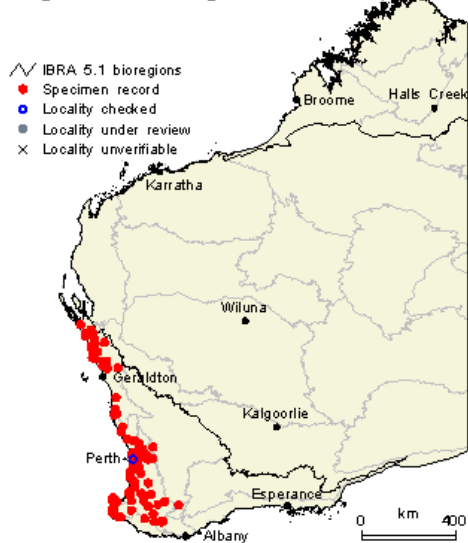 IBRA 5.1 bioregions
Specimen record
Locality checked
Locality under review
Locality unverifiable
Broome
Halls Creek
Karratha
Wiluna
Geraldton
Kalgoorlie
Perth
Esperance
Albany
km
0 400